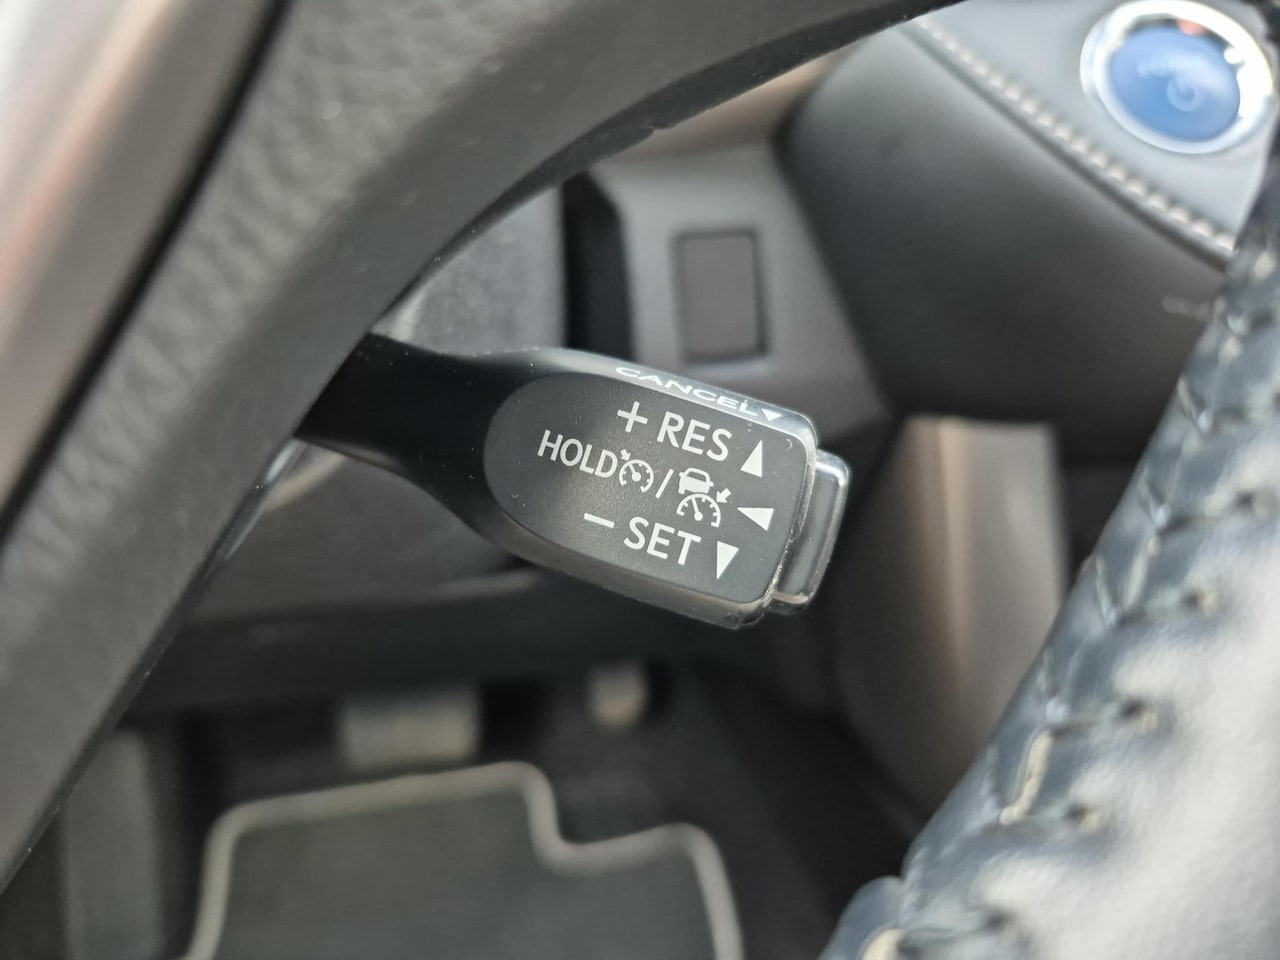 CANCEL▼
+ RES ▲
HOLD / ◀
− SET ▼